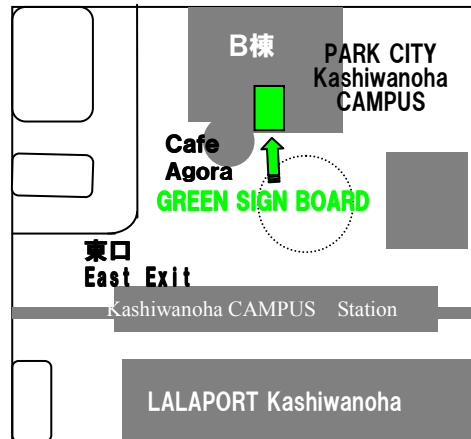 B棟
PARK CITY
Kashiwanoha
CAMPUS
Cafe
Agora
GREEN SIGN BOARD
東口
East Exit
Kashiwanoha CAMPUS Station
LALAPORT Kashiwanoha